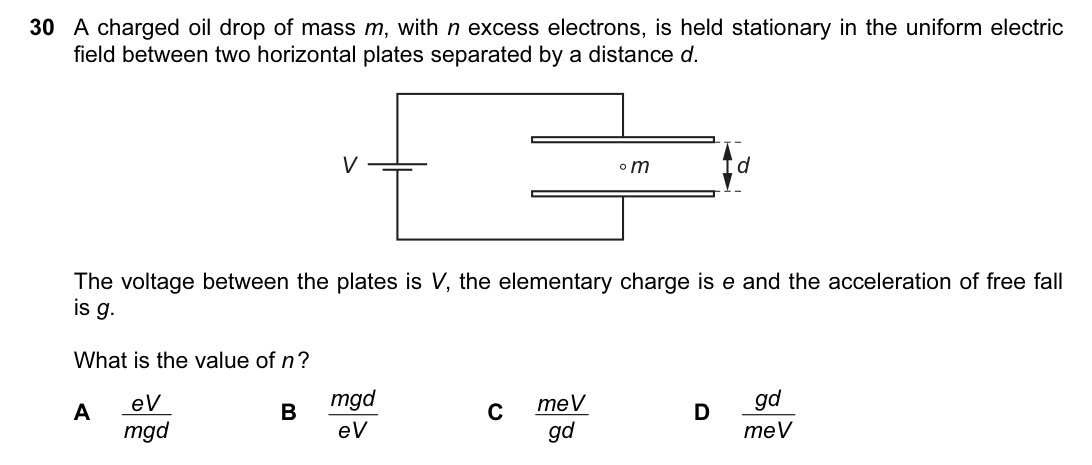 30 A charged oil drop of mass m, with n excess electrons, is held stationary in the uniform electric
field between two horizontal plates separated by a distance d.
V
m
d
The voltage between the plates is V, the elementary charge is e and the acceleration of free fall
is g.
What is the value of n?
A eV/mgd B mgd/eV C meV/gd D gd/meV